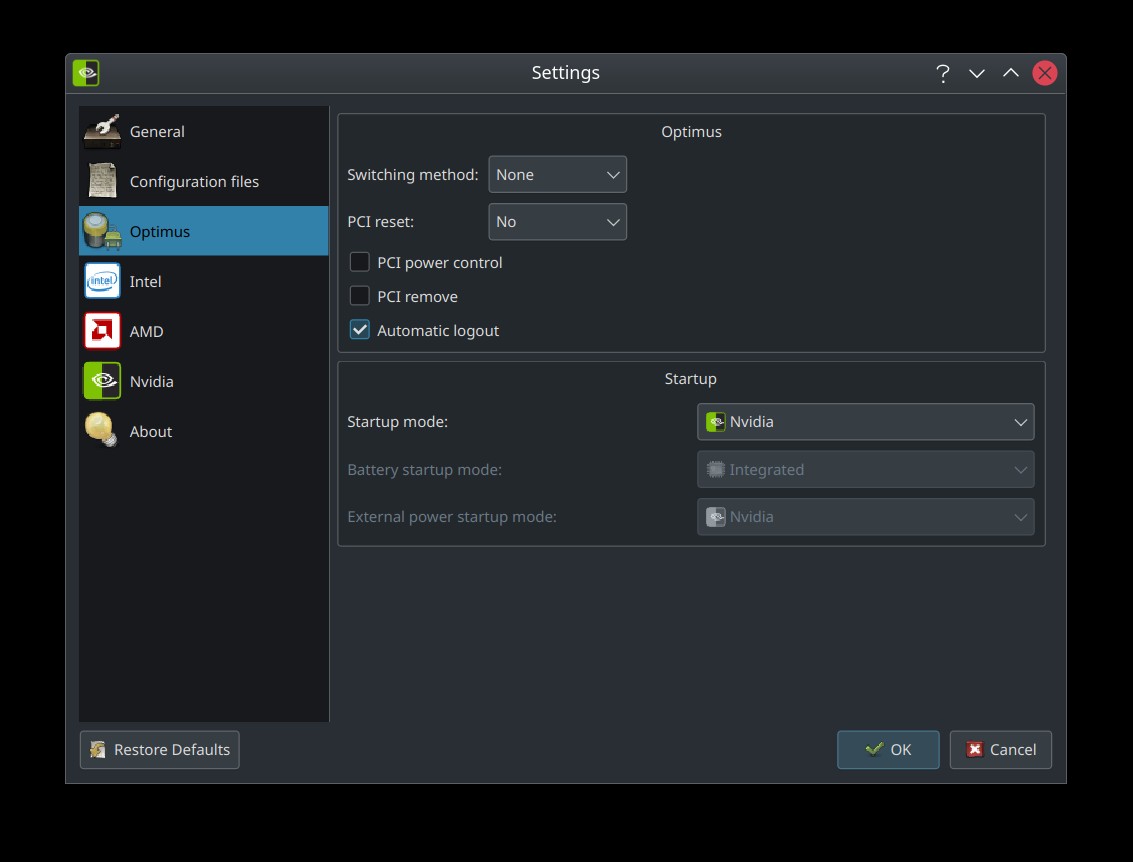 Settings
General
Configuration files
Optimus
intel
Intel
AMD
Nvidia
About
Optimus
Switching method: None
PCI reset: No
PCI power control
PCI remove
Automatic logout
Startup
Startup mode: Nvidia
Battery startup mode: Integrated
External power startup mode: Nvidia
Restore Defaults
OK
Cancel